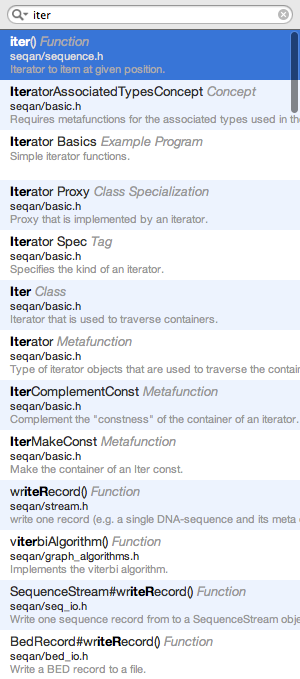 iter
iter() Function
seqan/sequence.h
Iterator to item at given position.
IteratorAssociatedTypesConcept Concept
seqan/basic.h
Requires metafunctions for the associated types used in the
Iterator Basics Example Program
Simple iterator functions.
Iterator Proxy Class Specialization
seqan/basic.h
Proxy that is implemented by an iterator.
Iterator Spec Tag
seqan/basic.h
Specifies the kind of an iterator.
Iter Class
seqan/basic.h
Iterator that is used to traverse containers.
Iterator Metafunction
seqan/basic.h
Type of iterator objects that are used to traverse the contain
IterComplementConst Metafunction
seqan/basic.h
Complement the "constness" of the container of an iterator.
IterMakeConst Metafunction
seqan/basic.h
Make the container of an Iter const.
writeRecord() Function
seqan/stream.h
write one record (e.g. a single DNA-sequence and its meta
viterbiAlgorithm() Function
seqan/graph_algorithms.h
Implements the viterbi algorithm.
SequenceStream#writeRecord() Function
seqan/seq_io.h
Write one sequence record from to a SequenceStream obje
BedRecord#writeRecord() Function
seqan/bed_io.h
Write a BED record to a file.